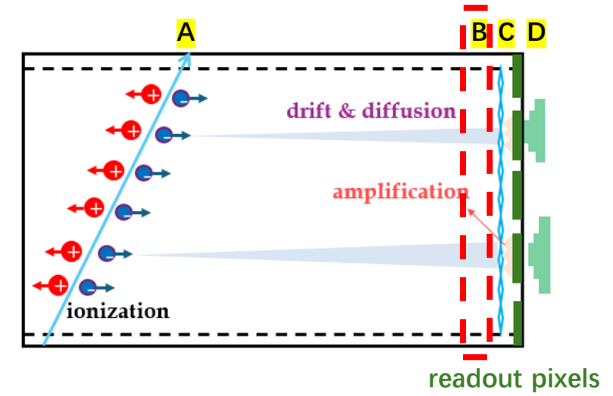 A
B
C
D
drift & diffusion
amplification
ionization
readout pixels
+
+
+
+
+
+